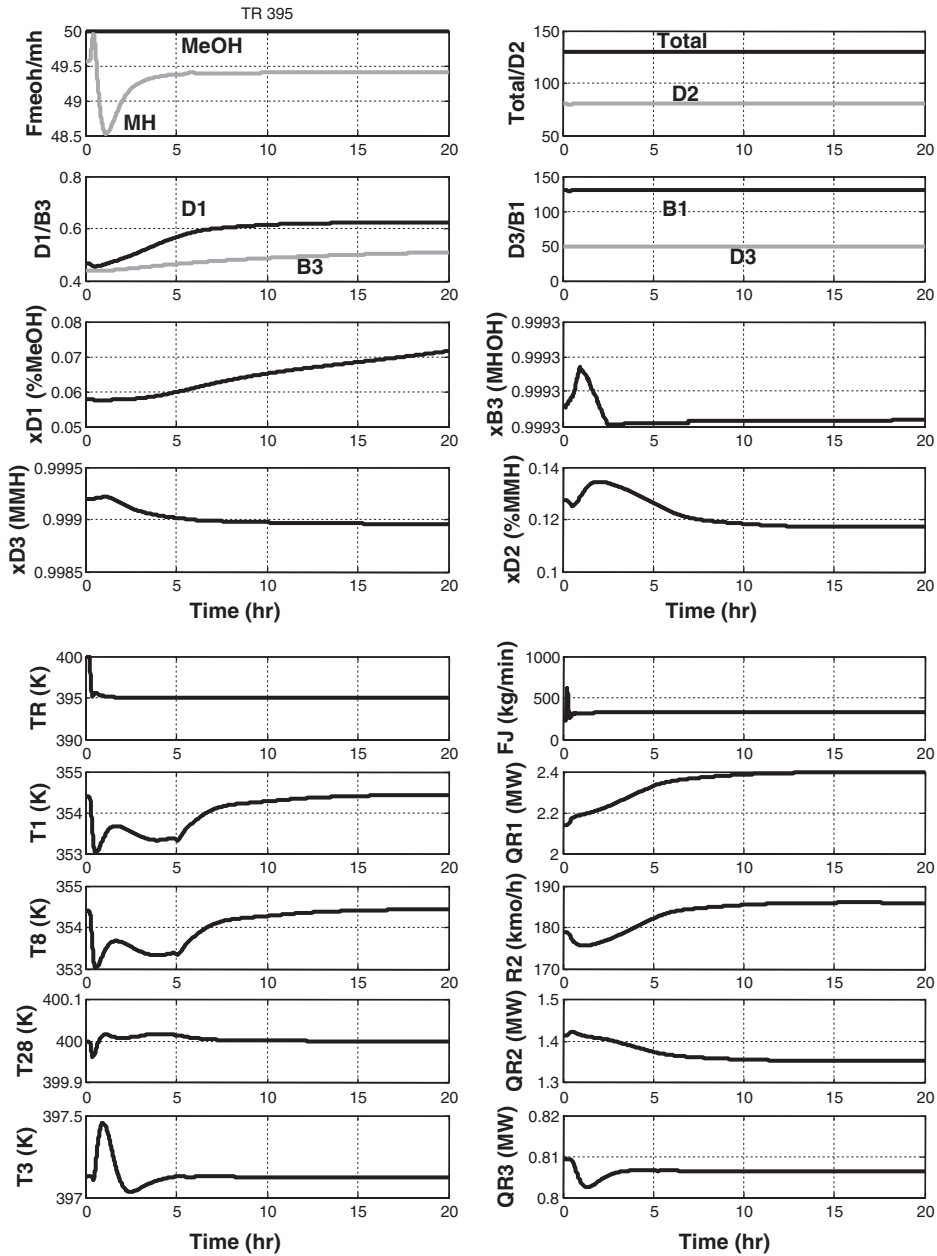 TR 395
Fmeoh/mh
50
49.5
49
48.5
MeOH
MH
0 5 10 15 20
Total/D2
150
100
50
Total
D2
0 5 10 15 20
D1/B3
0.8
0.6
0.4
D1
B3
0 5 10 15 20
D3/B1
150
100
50
0
B1
D3
0 5 10 15 20
xD1 (%MeOH)
0.08
0.07
0.06
0.05
0 5 10 15 20
xB3 (MHOH)
0.9993
0.9993
0.9993
0.9993
0 5 10 15 20
xD3 (MMH)
0.9995
0.999
0.9985
0 5 10 15 20
Time (hr)
xD2 (%MMH)
0.14
0.12
0.1
0 5 10 15 20
Time (hr)
TR (K)
400
395
390
0 5 10 15 20
FJ (kg/min)
1000
500
0
0 5 10 15 20
T1 (K)
355
354
353
0 5 10 15 20
QR1 (MW)
2.4
2.2
2
0 5 10 15 20
T8 (K)
355
354
353
0 5 10 15 20
R2 (kmo/h)
190
180
170
0 5 10 15 20
T28 (K)
400.1
400
399.9
0 5 10 15 20
QR2 (MW)
1.5
1.4
1.3
0 5 10 15 20
T3 (K)
397.5
397
0 5 10 15 20
Time (hr)
QR3 (MW)
0.82
0.81
0.8
0 5 10 15 20
Time (hr)